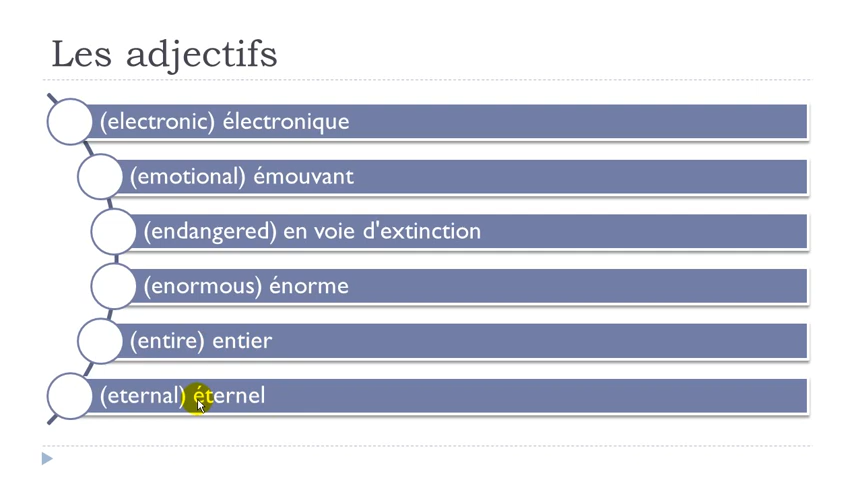 Les adjectifs
(electronic) électronique
(emotional) émouvant
(endangered) en voie d'extinction
(enormous) énorme
(entire) entier
(eternal) éternel